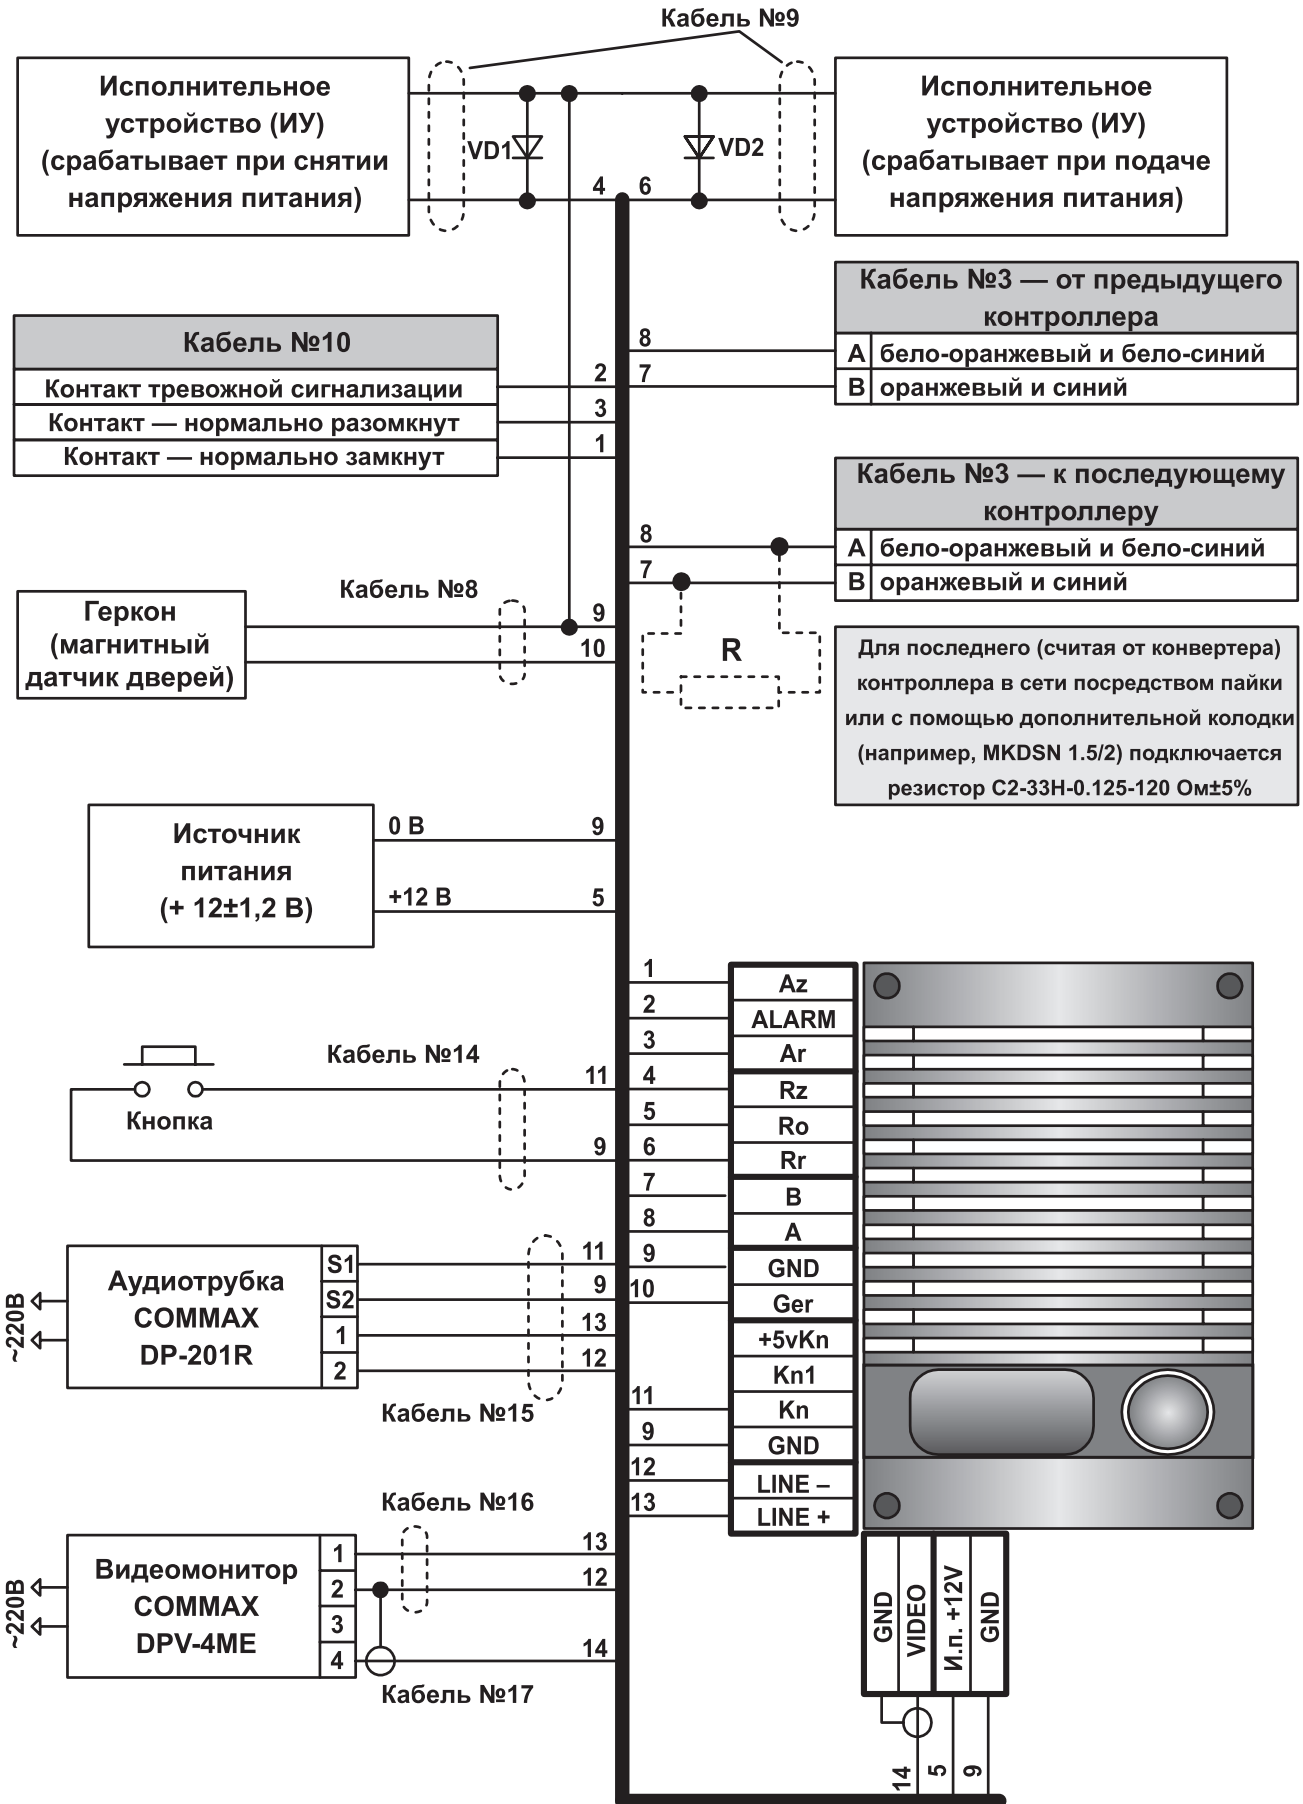 Кабель №9
Исполнительное
устройство (ИУ)
(срабатывает при снятии
напряжения питания)
VD1
VD2
Исполнительное
устройство (ИУ)
(срабатывает при подаче
напряжения питания)
4
6
Кабель №3 — от предыдущего
контроллера
8
A бело-оранжевый и бело-синий
7
B оранжевый и синий
Кабель №10
Контакт тревожной сигнализации
2
Контакт — нормально разомкнут
3
Контакт — нормально замкнут
1
Кабель №3 — к последующему
контроллеру
8
A бело-оранжевый и бело-синий
7
B оранжевый и синий
Кабель №8
Геркон
(магнитный
датчик дверей)
9
10
R
Для последнего (считая от конвертера)
контроллера в сети посредством пайки
или с помощью дополнительной колодки
(например, MKDSN 1.5/2) подключается
резистор С2-33Н-0.125-120 Ом±5%
Источник
питания
(+ 12±1,2 В)
0 В
9
+12 В
5
Кабель №14
Кнопка
11
9
1
Az
2
ALARM
3
Ar
4
Rz
5
Ro
6
Rr
7
B
8
A
9
GND
10
Ger
+5vKn
Kn1
11
Kn
9
GND
12
LINE –
13
LINE +
Аудиотрубка
COMMAX
DP-201R
~220В
S1
11
S2
9
1
13
2
12
Кабель №15
Кабель №16
Видеомонитор
COMMAX
DPV-4ME
~220В
1
13
2
12
3
4
14
Кабель №17
GND
VIDEO
И.п. +12V
GND
14
5
9